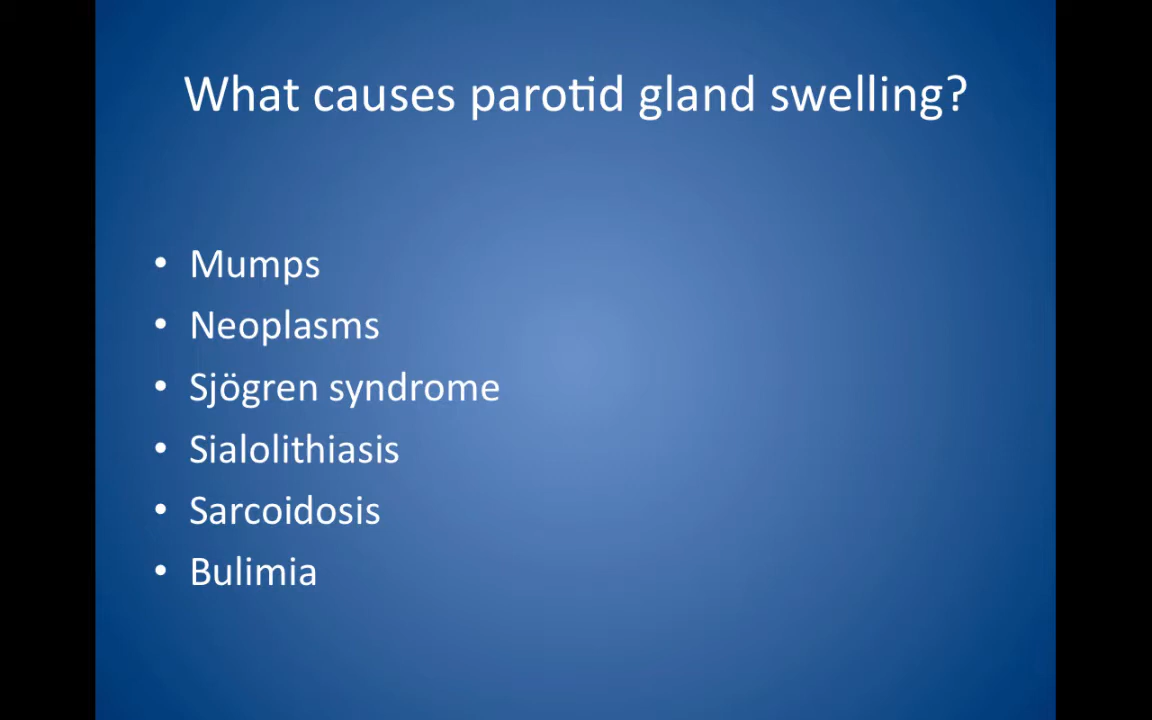 What causes parotid gland swelling?
• Mumps
• Neoplasms
• Sjögren syndrome
• Sialolithiasis
• Sarcoidosis
• Bulimia